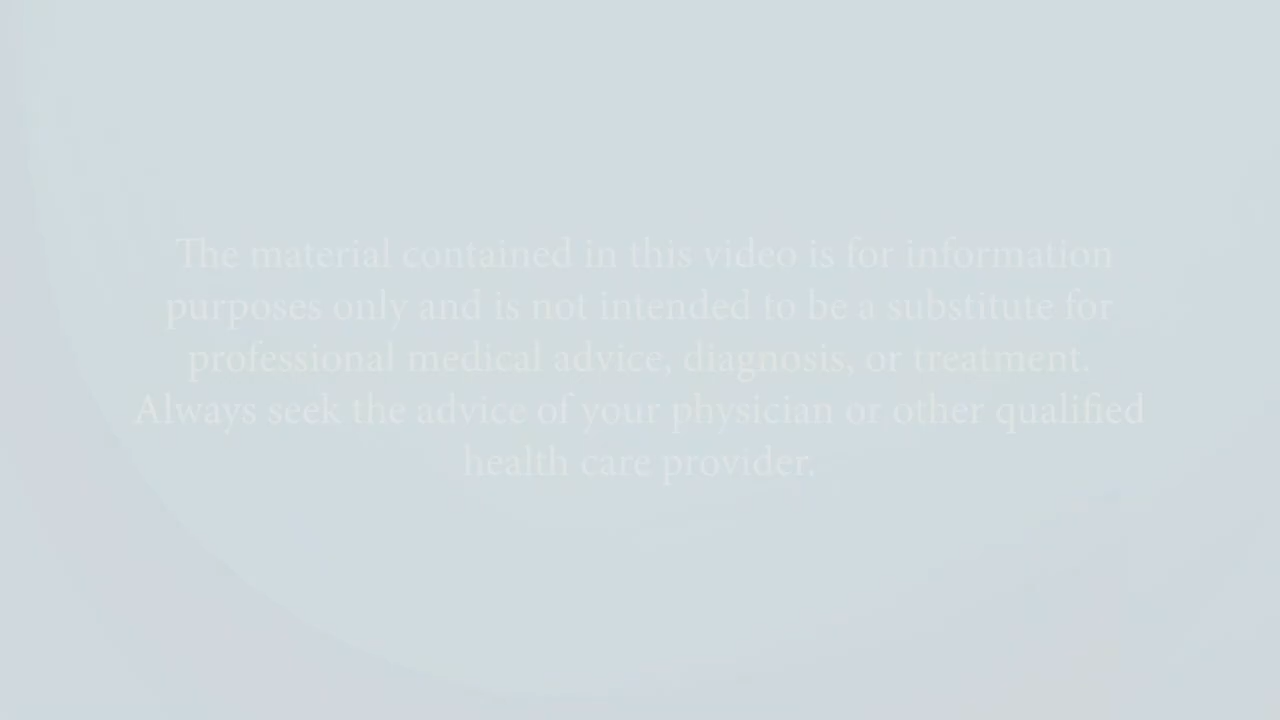 The material contained in this video is for information
purposes only and is not intended to be a substitute for
professional medical advice, diagnosis, or treatment.
Always seek the advice of your physician or other qualified
health care provider.